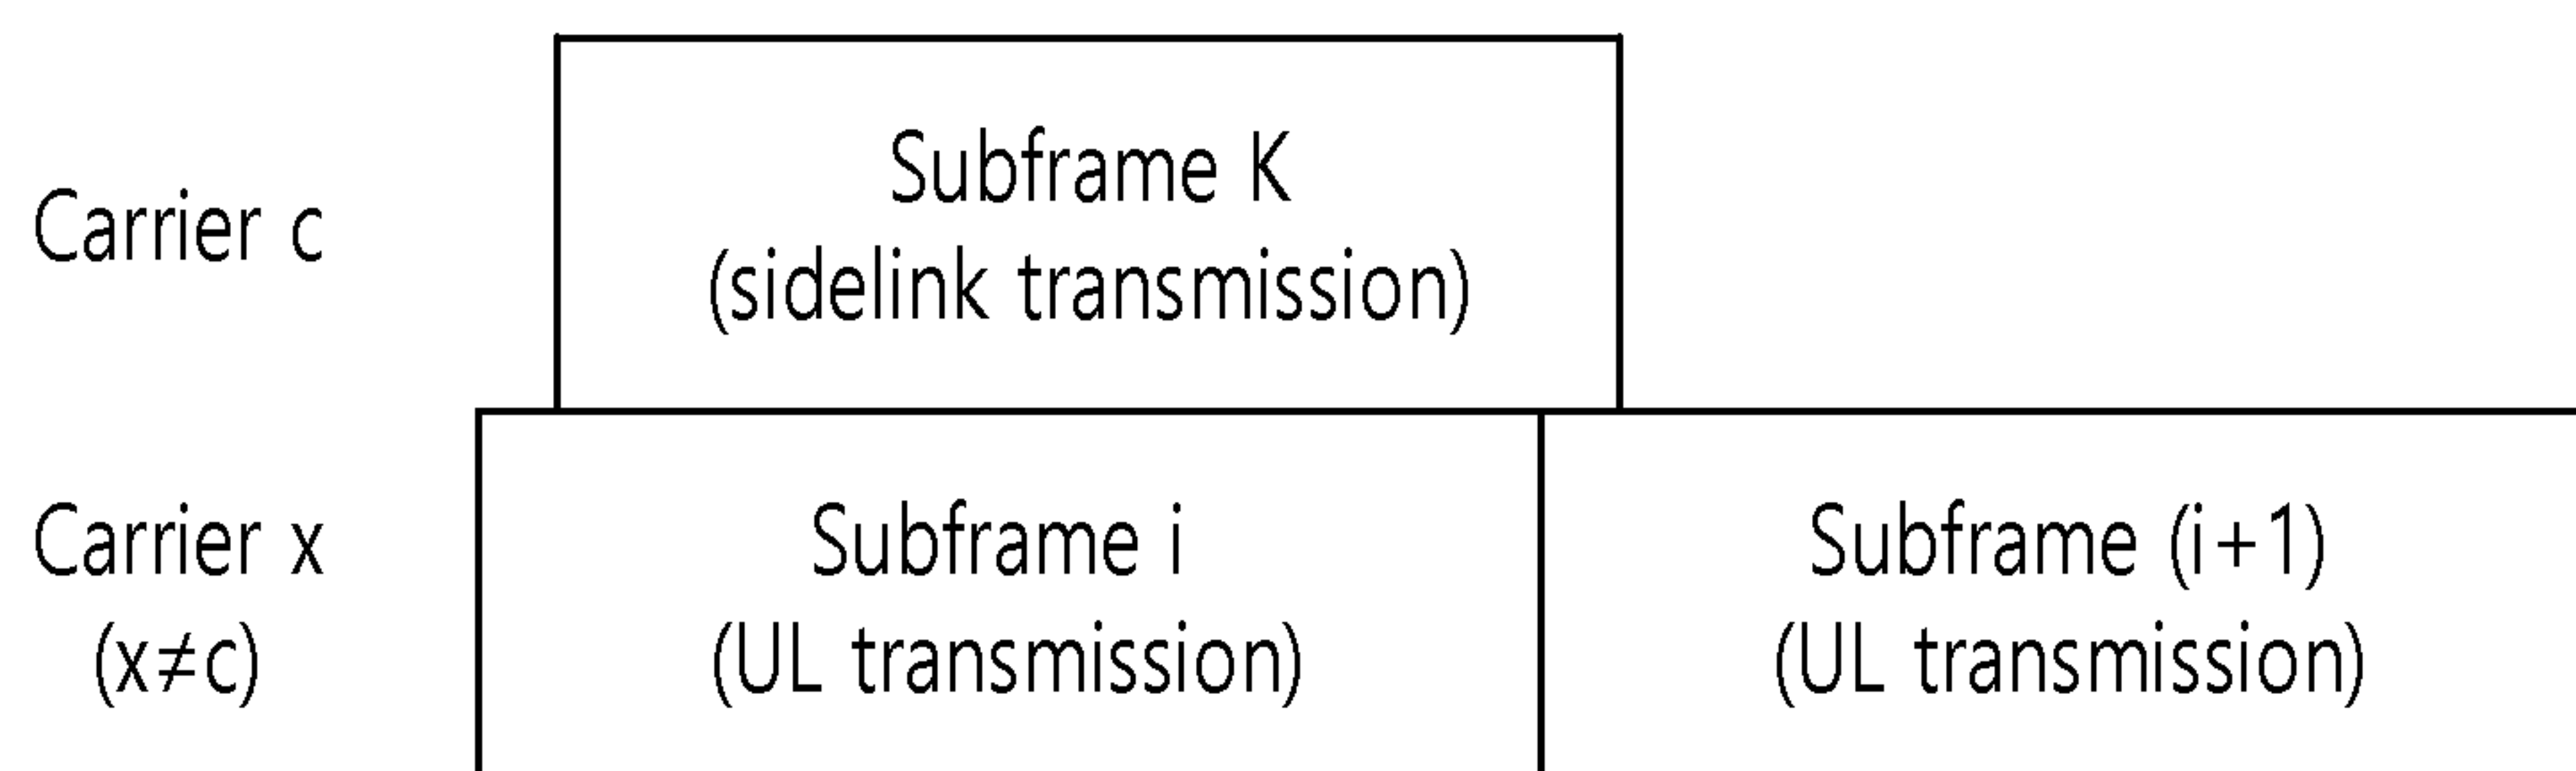 Carrier c
Subframe K
(sidelink transmission)
Carrier x
(x≠c)
Subframe i
(UL transmission)
Subframe (i+1)
(UL transmission)